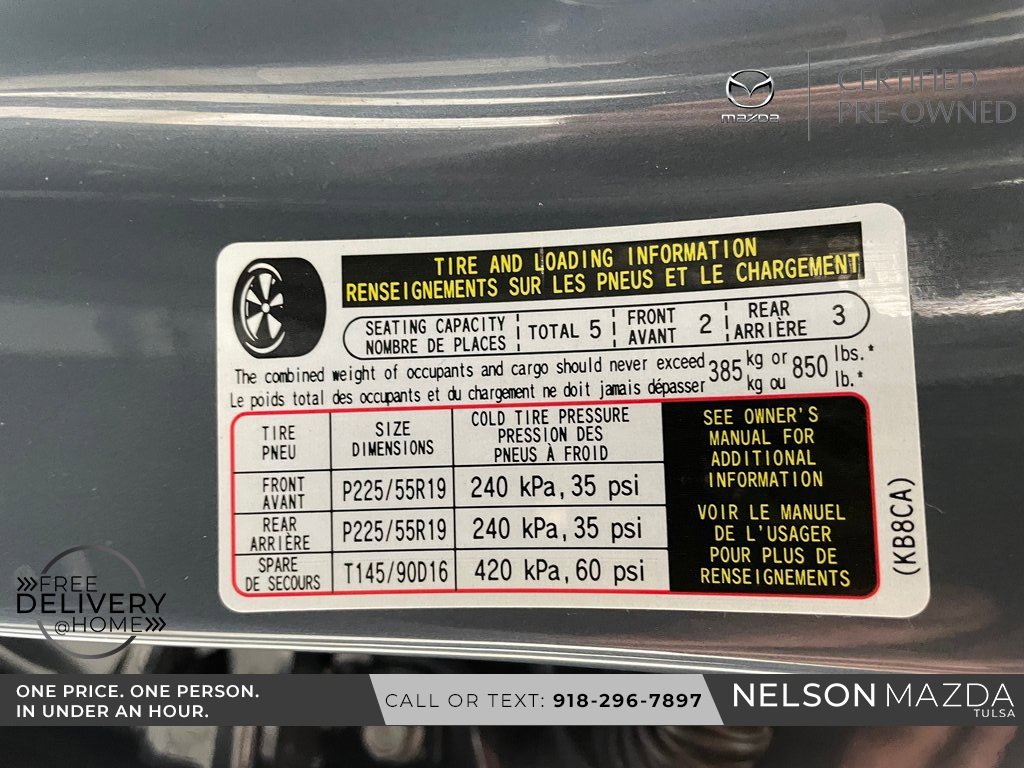 mazda
CERTIFIED
PRE-OWNED
TIRE AND LOADING INFORMATION
RENSEIGNEMENTS SUR LES PNEUS ET LE CHARGEMENT
SEATING CAPACITY
NOMBRE DE PLACES
TOTAL 5
FRONT
AVANT
2
REAR
ARRIÈRE
3
The combined weight of occupants and cargo should never exceed
Le poids total des occupants et du chargement ne doit jamais dépasser
385 kg or 850 lbs.*
kg ou lb.*
TIRE
PNEU
SIZE
DIMENSIONS
COLD TIRE PRESSURE
PRESSION DES
PNEUS À FROID
FRONT
AVANT
P225/55R19
240 kPa, 35 psi
REAR
ARRIÈRE
P225/55R19
240 kPa, 35 psi
SPARE
DE SECOURS
T145/90D16
420 kPa, 60 psi
SEE OWNER'S
MANUAL FOR
ADDITIONAL
INFORMATION
VOIR LE MANUEL
DE L'USAGER
POUR PLUS DE
RENSEIGNEMENTS
(KB8CA)
FREE
DELIVERY
@HOME
ONE PRICE. ONE PERSON.
IN UNDER AN HOUR.
CALL OR TEXT: 918-296-7897
NELSON MAZDA
TULSA